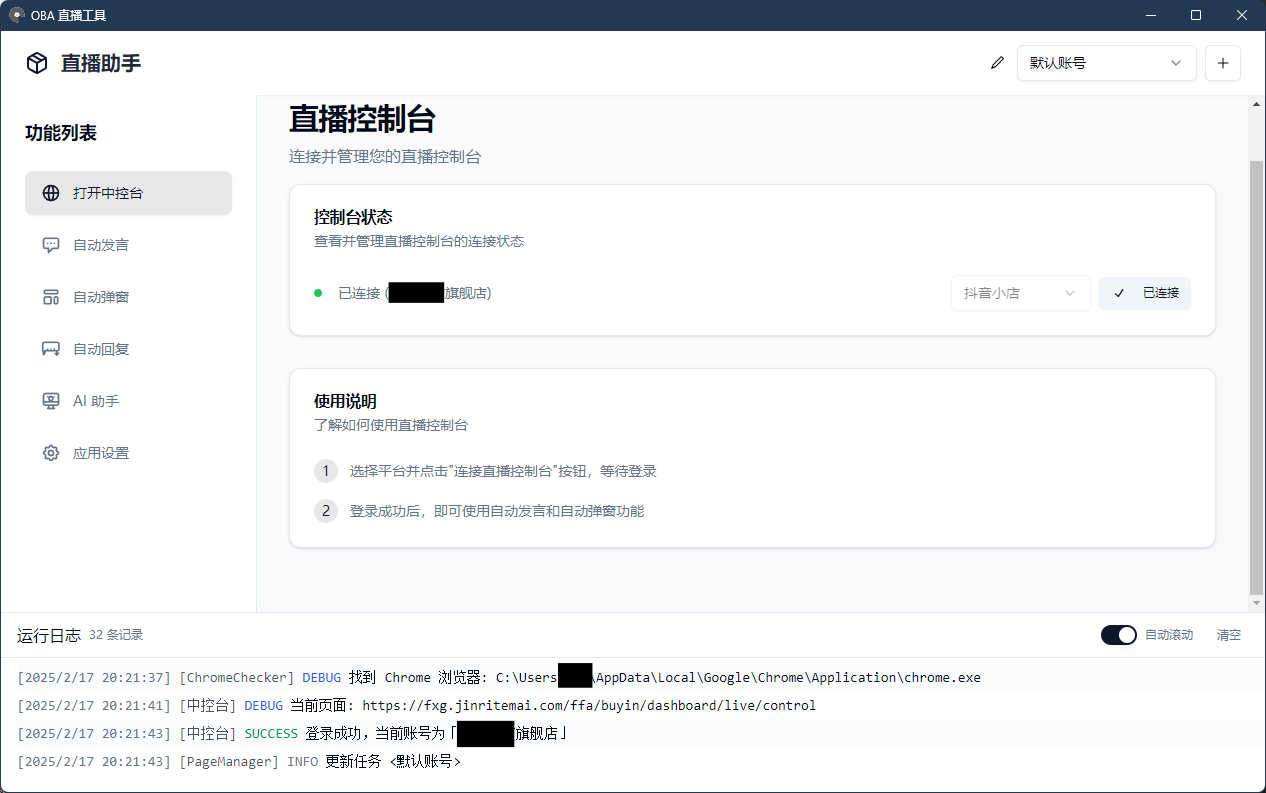 OBA 直播工具
直播助手
默认账号
功能列表
打开中控台
自动发言
自动弹窗
自动回复
AI 助手
应用设置
直播控制台
连接并管理您的直播控制台
控制台状态
查看并管理直播控制台的连接状态
已连接 (旗舰店)
抖音小店
已连接
使用说明
了解如何使用直播控制台
1 选择平台并点击"连接直播控制台"按钮，等待登录
2 登录成功后，即可使用自动发言和自动弹窗功能
运行日志 32 条记录
自动滚动 清空
[2025/2/17 20:21:37] [ChromeChecker] DEBUG 找到 Chrome 浏览器: C:\Users\AppData\Local\Google\Chrome\Application\chrome.exe
[2025/2/17 20:21:41] [中控台] DEBUG 当前页面: https://fxg.jinritemai.com/ffa/buyin/dashboard/live/control
[2025/2/17 20:21:43] [中控台] SUCCESS 登录成功，当前账号为「旗舰店」
[2025/2/17 20:21:43] [PageManager] INFO 更新任务 <默认账号>